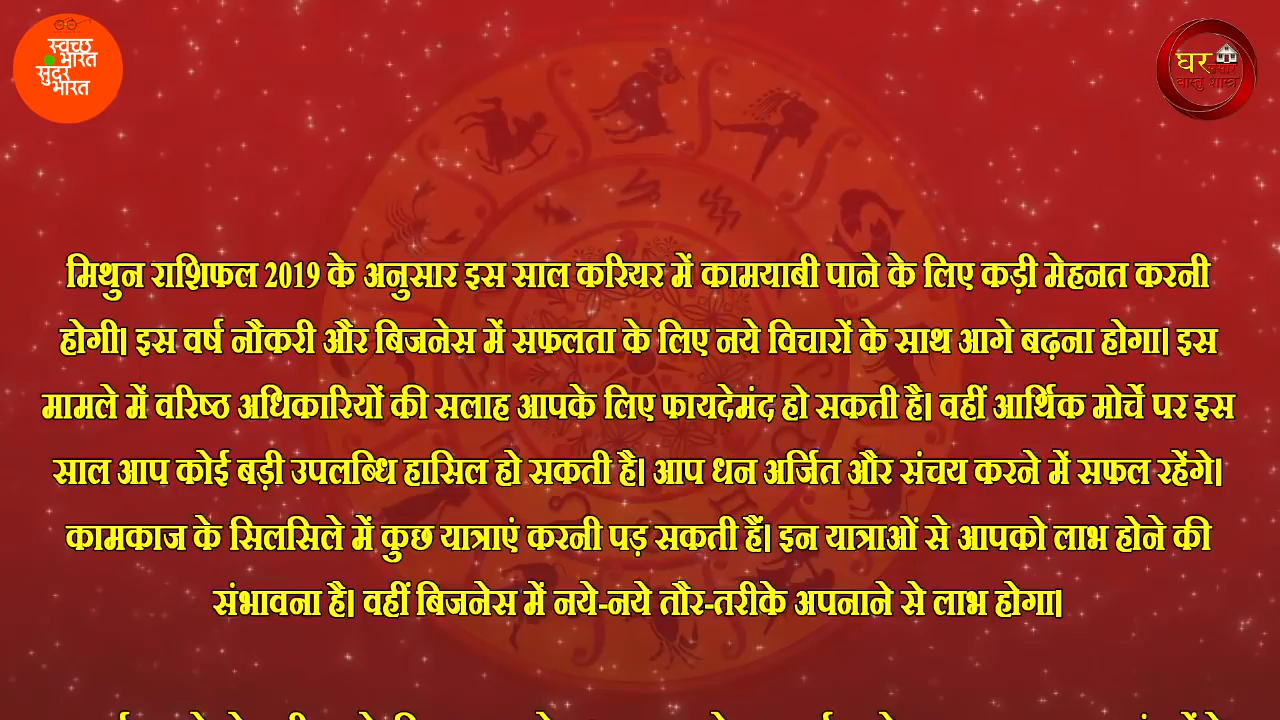 स्वच्छ
भारत
सुंदर
भारत
घर
वास्तु शास्त्र
मिथुन राशिफल 2019 के अनुसार इस साल करियर में कामयाबी पाने के लिए कड़ी मेहनत करनी
होगी। इस वर्ष नौकरी और बिजनेस में सफलता के लिए नये विचारों के साथ आगे बढ़ना होगा। इस
मामले में वरिष्ठ अधिकारियों की सलाह आपके लिए फायदेमंद हो सकती है। वहीं आर्थिक मोर्चे पर इस
साल आप कोई बड़ी उपलब्धि हासिल हो सकती है। आप धन अर्जित और संचय करने में सफल रहेंगे।
कामकाज के सिलसिले में कुछ यात्राएं करनी पड़ सकती हैं। इन यात्राओं से आपको लाभ होने की
संभावना है। वहीं बिजनेस में नये-नये तौर-तरीके अपनाने से लाभ होगा।